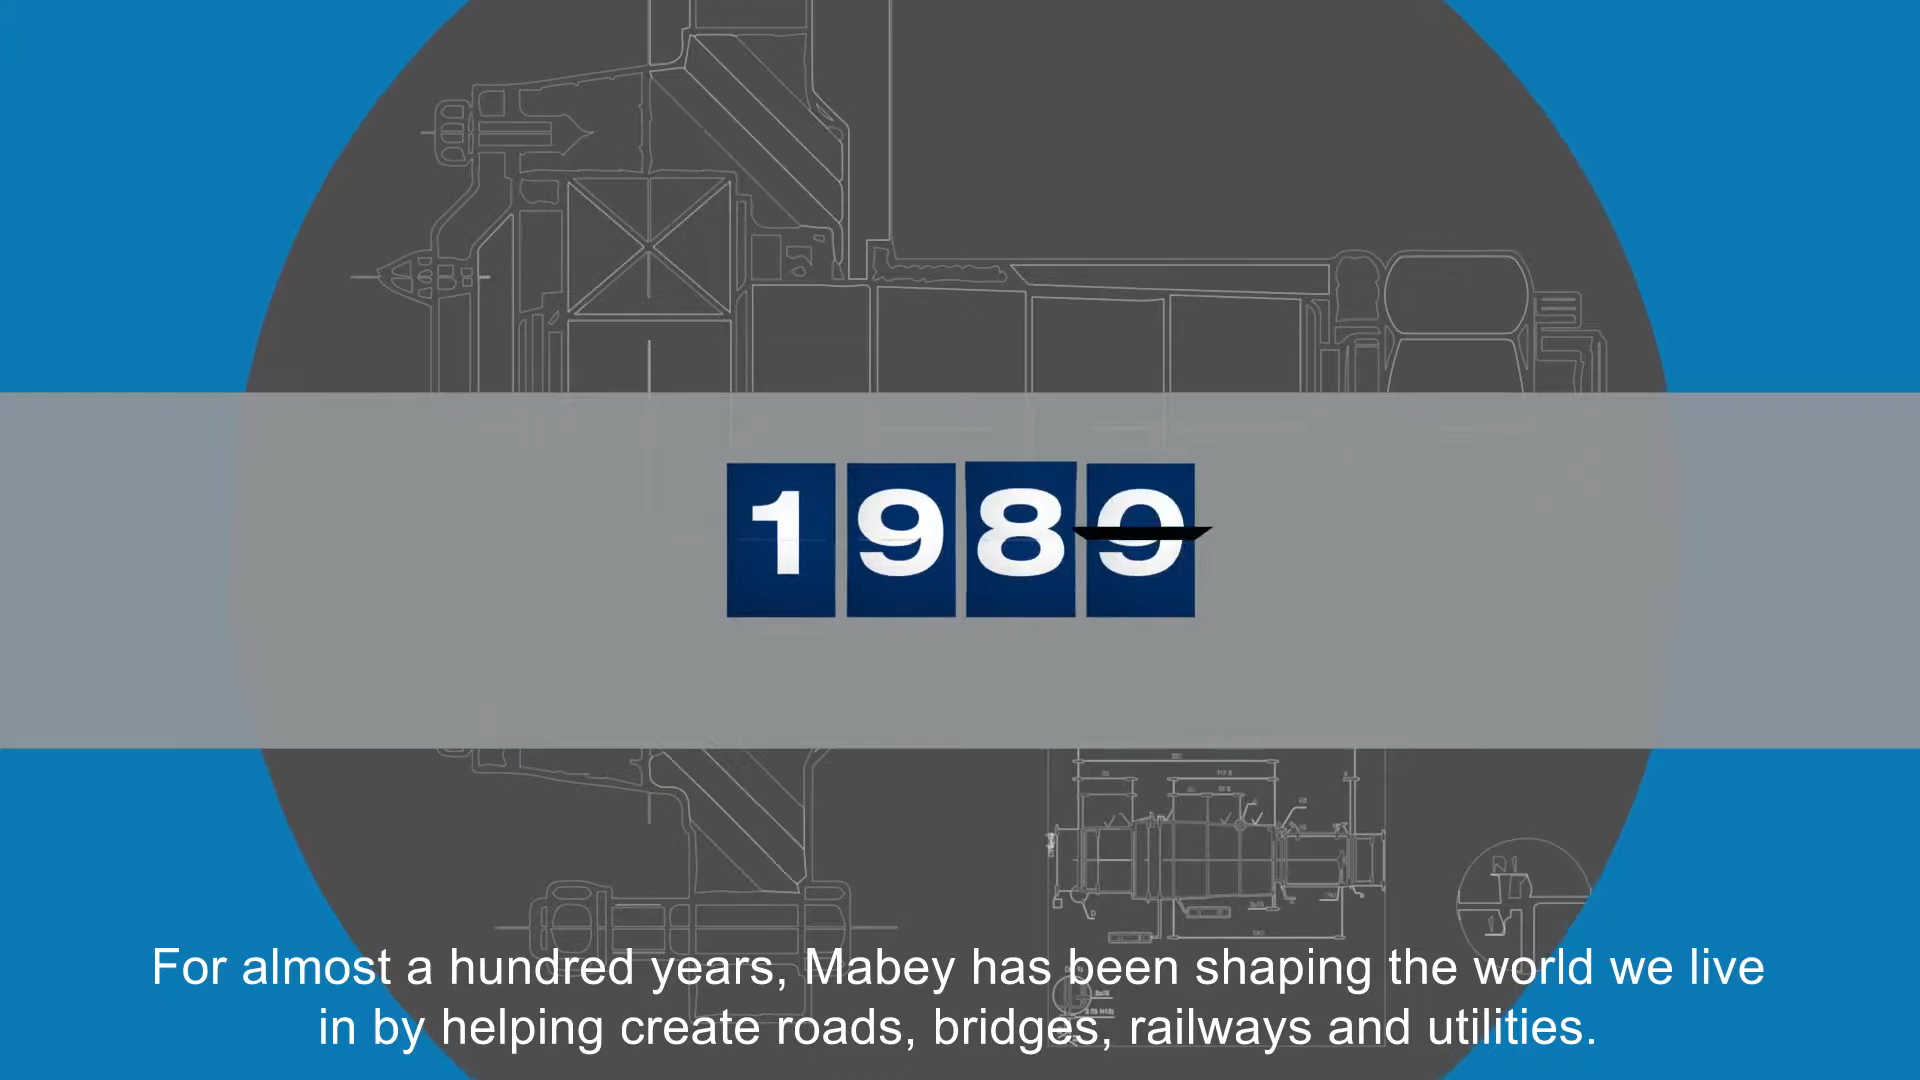 1989
For almost a hundred years, Mabey has been shaping the world we live
in by helping create roads, bridges, railways and utilities.